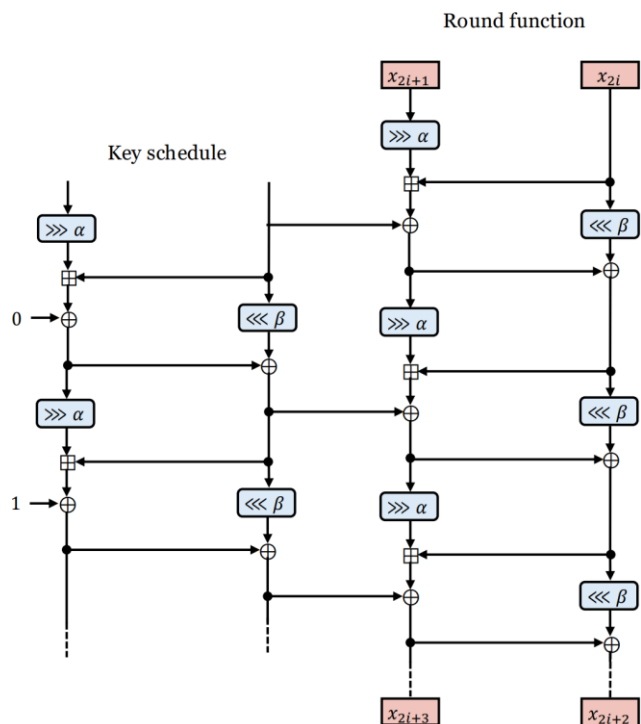 Round function
x_{2i+1} x_{2i}
>>> α
Key schedule
>>> α
<<< β
0
<<< β
>>> α
>>> α
<<< β
1
<<< β
>>> α
<<< β
x_{2i+3} x_{2i+2}